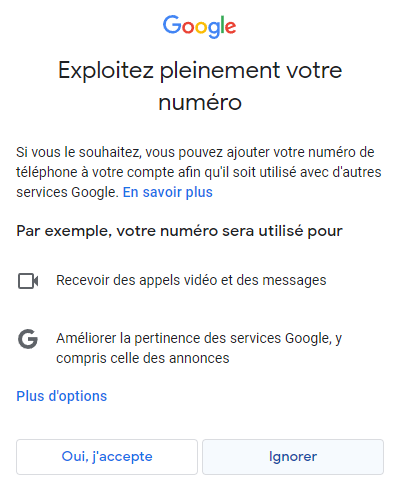 Google
Exploitez pleinement votre
numéro
Si vous le souhaitez, vous pouvez ajouter votre numéro de
téléphone à votre compte afin qu'il soit utilisé avec d'autres
services Google. En savoir plus
Par exemple, votre numéro sera utilisé pour
Recevoir des appels vidéo et des messages
G
Améliorer la pertinence des services Google, y
compris celle des annonces
Plus d'options
Oui, j'accepte
Ignorer